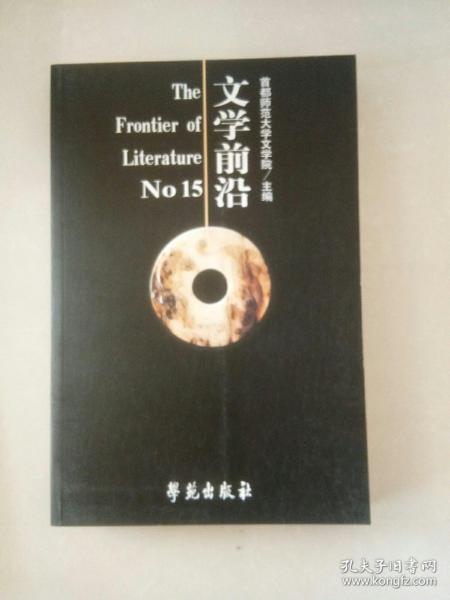 The
Frontier of
Literature
No 15
文学前沿
首都师范大学文学院/主编
學苑出版社
孔夫子旧书网
www.kongfz.com